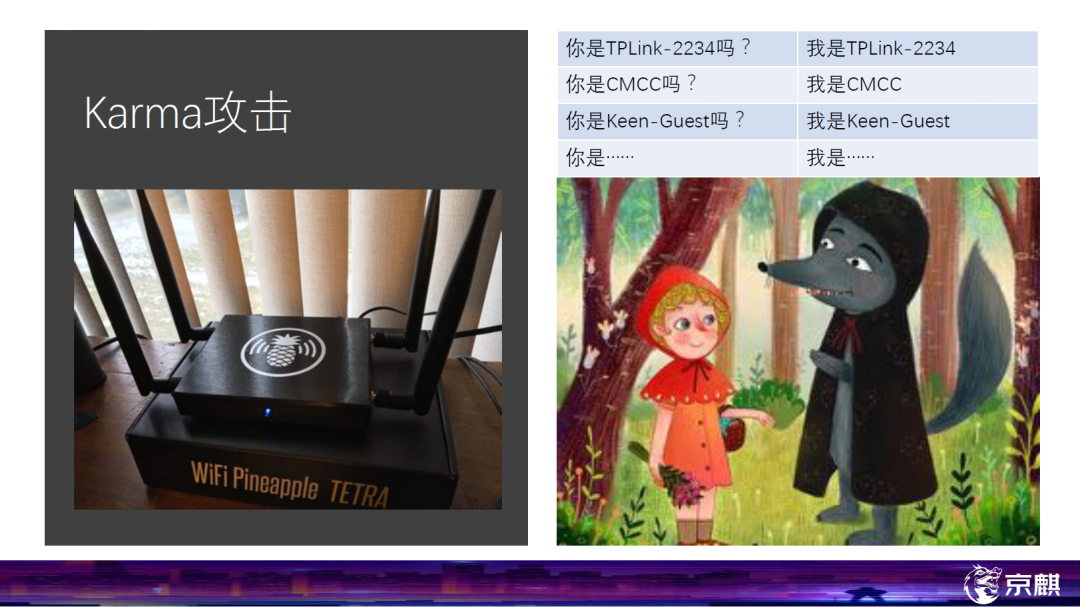 Karma攻击
WiFi Pineapple TETRA
你是TPLink-2234吗？ 我是TPLink-2234
你是CMCC吗？ 我是CMCC
你是Keen-Guest吗？ 我是Keen-Guest
你是…… 我是……
京麒